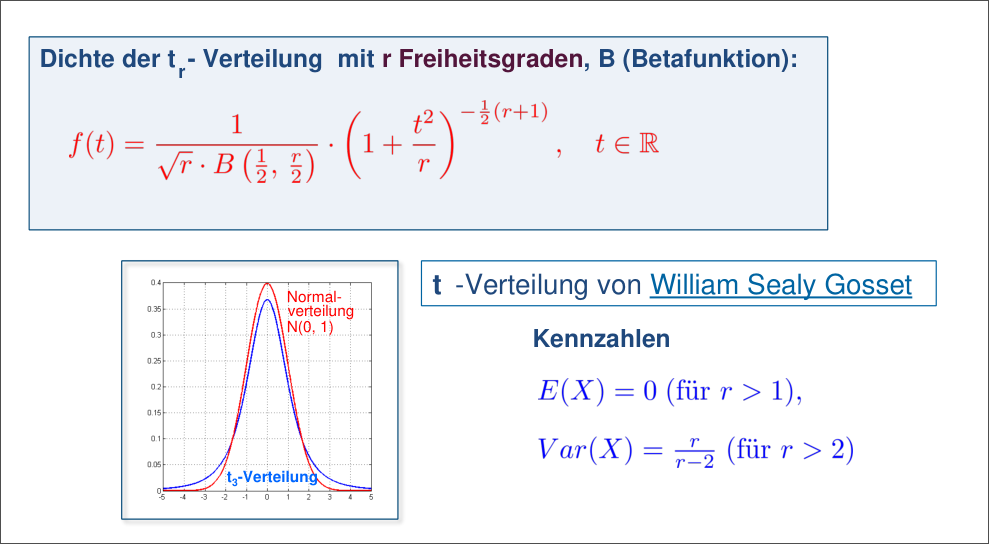 Dichte der t_r - Verteilung mit r Freiheitsgraden, B (Betafunktion):
f(t) = \frac{1}{\sqrt{r} \cdot B\left(\frac{1}{2}, \frac{r}{2}\right)} \cdot \left(1 + \frac{t^2}{r}\right)^{-\frac{1}{2}(r+1)}, t ∈ ℝ
t -Verteilung von William Sealy Gosset
0.4
0.35
0.3
0.25
0.2
0.15
0.1
0.05
0
Normal-
verteilung
N(0, 1)
t_3-Verteilung
-5 -4 -3 -2 -1 0 1 2 3 4 5
Kennzahlen
E(X) = 0 (für r > 1),
Var(X) = \frac{r}{r-2} (für r > 2)